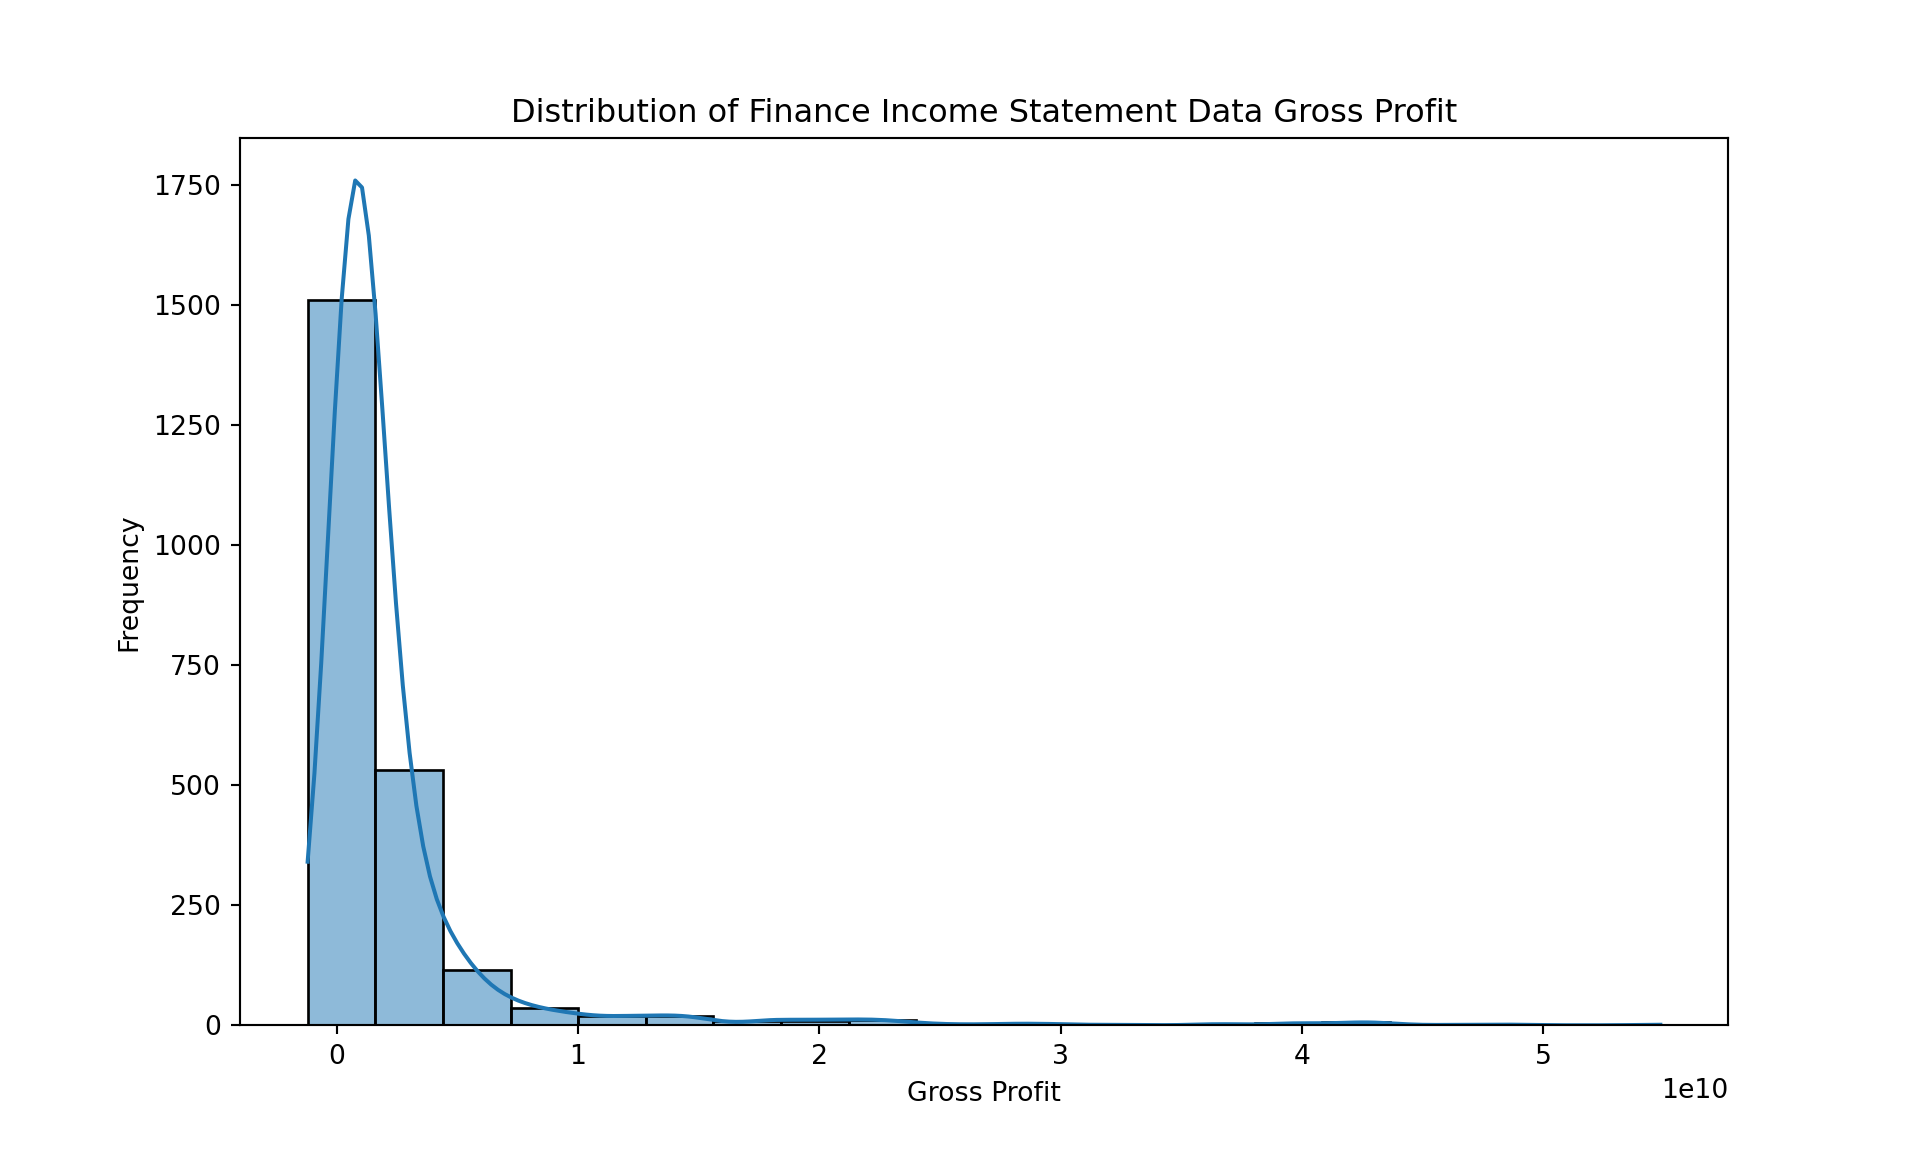 Distribution of Finance Income Statement Data Gross Profit
1750
1500
1250
1000
750
500
250
0
Frequency
0 1 2 3 4 5
1e10
Gross Profit